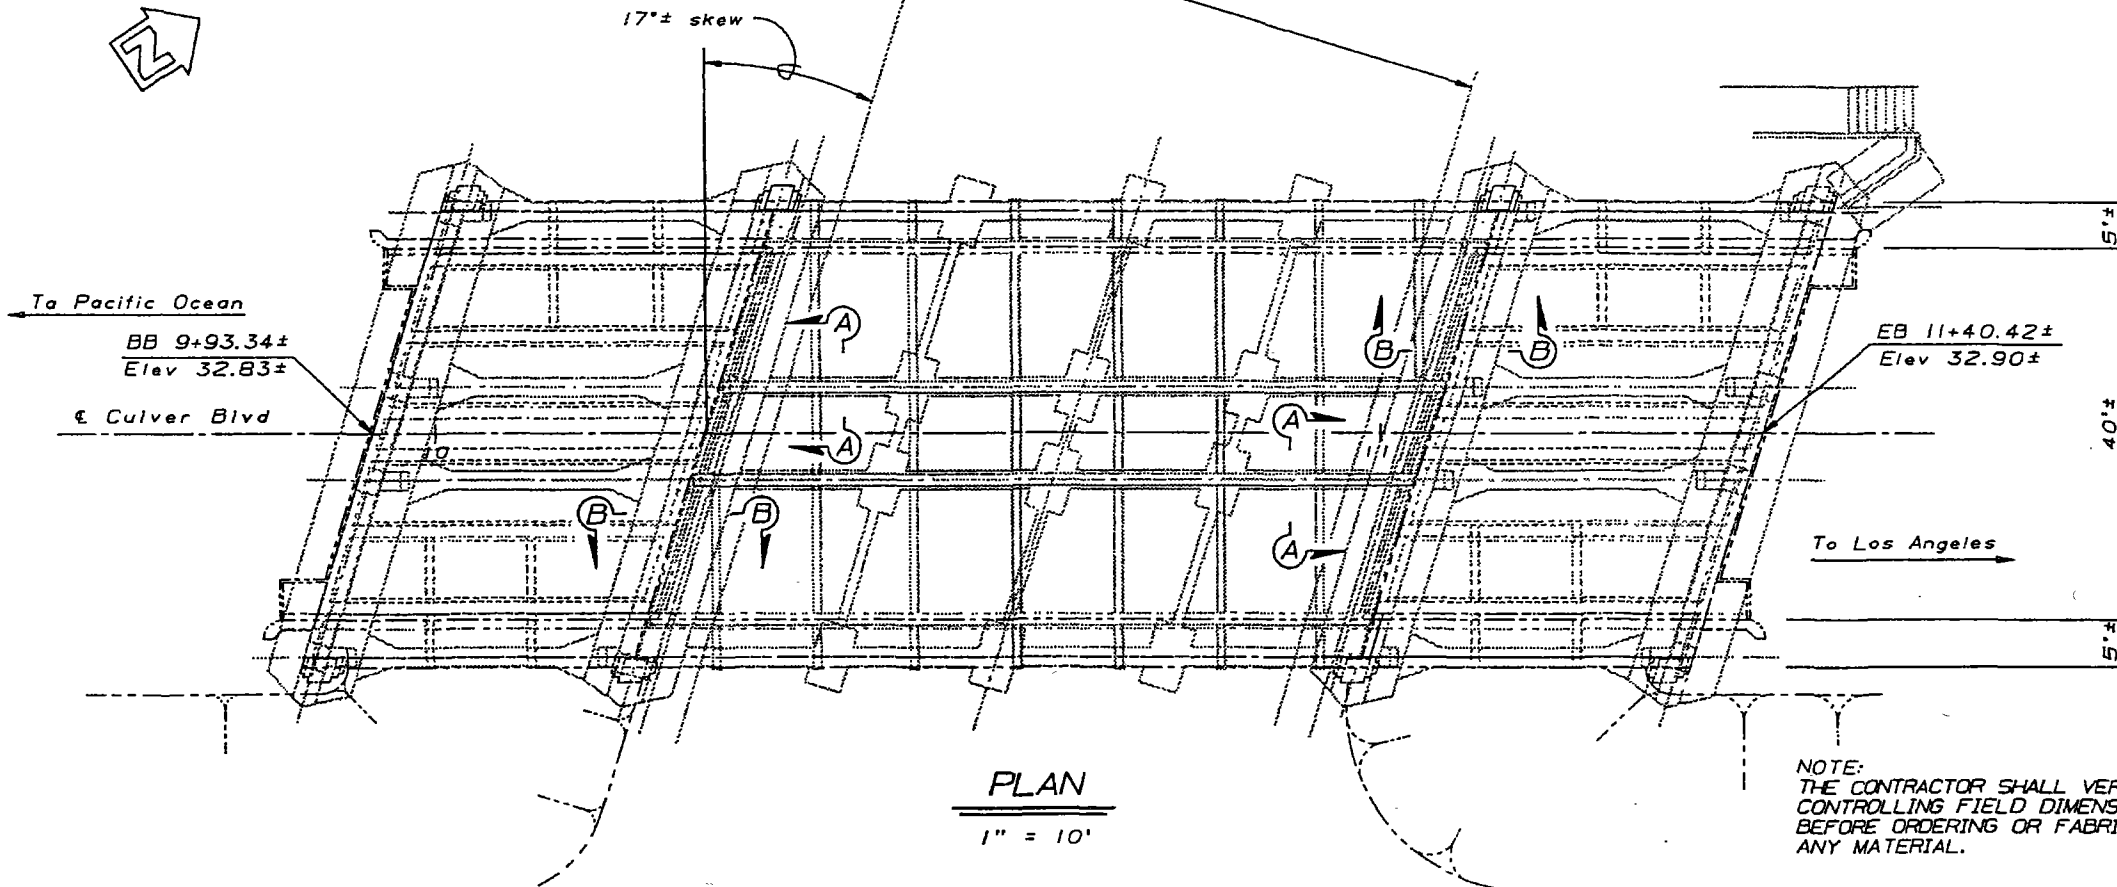 17°± skew
Z
5'±
To Pacific Ocean
A
BB 9+93.34±
Elev 32.83±
B
B
EB 11+40.42±
Elev 32.90±
℄ Culver Blvd
A
A
40'±
B
B
A
To Los Angeles
5'±
PLAN
1" = 10'
NOTE:
THE CONTRACTOR SHALL VER
CONTROLLING FIELD DIMENS
BEFORE ORDERING OR FABRI
ANY MATERIAL.